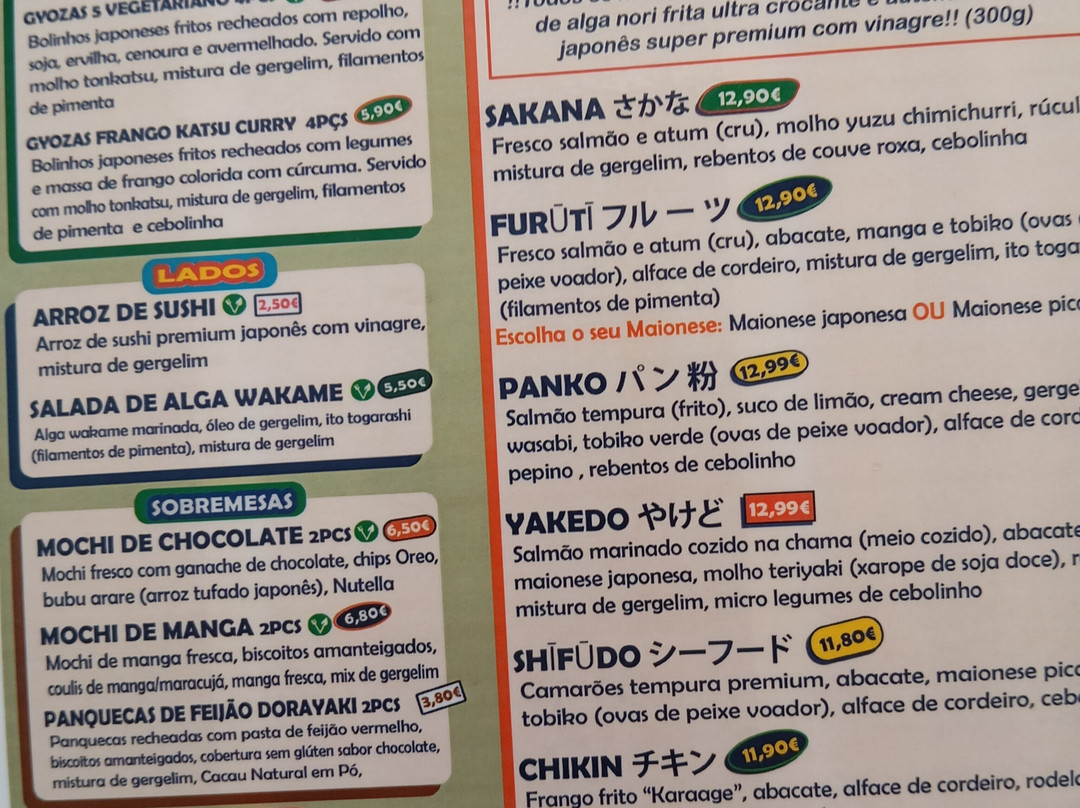 GYOZAS 5 VEGETARIANO
Bolinhos japoneses fritos recheados com repolho,
soja, ervilha, cenoura e avermelhado. Servido com
molho tonkatsu, mistura de gergelim, filamentos
de pimenta
GYOZAS FRANGO KATSU CURRY 4PÇS 5,90€
Bolinhos japoneses fritos recheados com legumes
e massa de frango colorida com cúrcuma. Servido
com molho tonkatsu, mistura de gergelim, filamentos
de pimenta e cebolinha
LADOS
ARROZ DE SUSHI 2,50€
Arroz de sushi premium japonês com vinagre,
mistura de gergelim
SALADA DE ALGA WAKAME 5,50€
Alga wakame marinada, óleo de gergelim, ito togarashi
(filamentos de pimenta), mistura de gergelim
SOBREMESAS
MOCHI DE CHOCOLATE 2PCS 6,50€
Mochi fresco com ganache de chocolate, chips Oreo,
bubu arare (arroz tufado japonês), Nutella
MOCHI DE MANGA 2PCS 6,80€
Mochi de manga fresca, biscoitos amanteigados,
coulis de manga/maracujá, manga fresca, mix de gergelim
PANQUECAS DE FEIJÃO DORAYAKI 2PCS 3,80€
Panquecas recheadas com pasta de feijão vermelho,
biscoitos amanteigados, cobertura sem glúten sabor chocolate,
mistura de gergelim, Cacau Natural em Pó,
de alga nori frita ultra crocante e
japonês super premium com vinagre!! (300g)
SAKANA さかな 12,90€
Fresco salmão e atum (cru), molho yuzu chimichurri, rúcul
mistura de gergelim, rebentos de couve roxa, cebolinha
FURŪTĪ フルーツ 12,90€
Fresco salmão e atum (cru), abacate, manga e tobiko (ovas
peixe voador), alface de cordeiro, mistura de gergelim, ito toga
(filamentos de pimenta)
Escolha o seu Maionese: Maionese japonesa OU Maionese pica
PANKO パン粉 12,99€
Salmão tempura (frito), suco de limão, cream cheese, gerge
wasabi, tobiko verde (ovas de peixe voador), alface de cord
pepino , rebentos de cebolinho
YAKEDO やけど 12,99€
Salmão marinado cozido na chama (meio cozido), abacate
maionese japonesa, molho teriyaki (xarope de soja doce), r
mistura de gergelim, micro legumes de cebolinho
SHĪFŪDO シーフード 11,80€
Camarões tempura premium, abacate, maionese pica
tobiko (ovas de peixe voador), alface de cordeiro, ceb
CHIKIN チキン 11,90€
Frango frito “Karaage”, abacate, alface de cordeiro, rodel